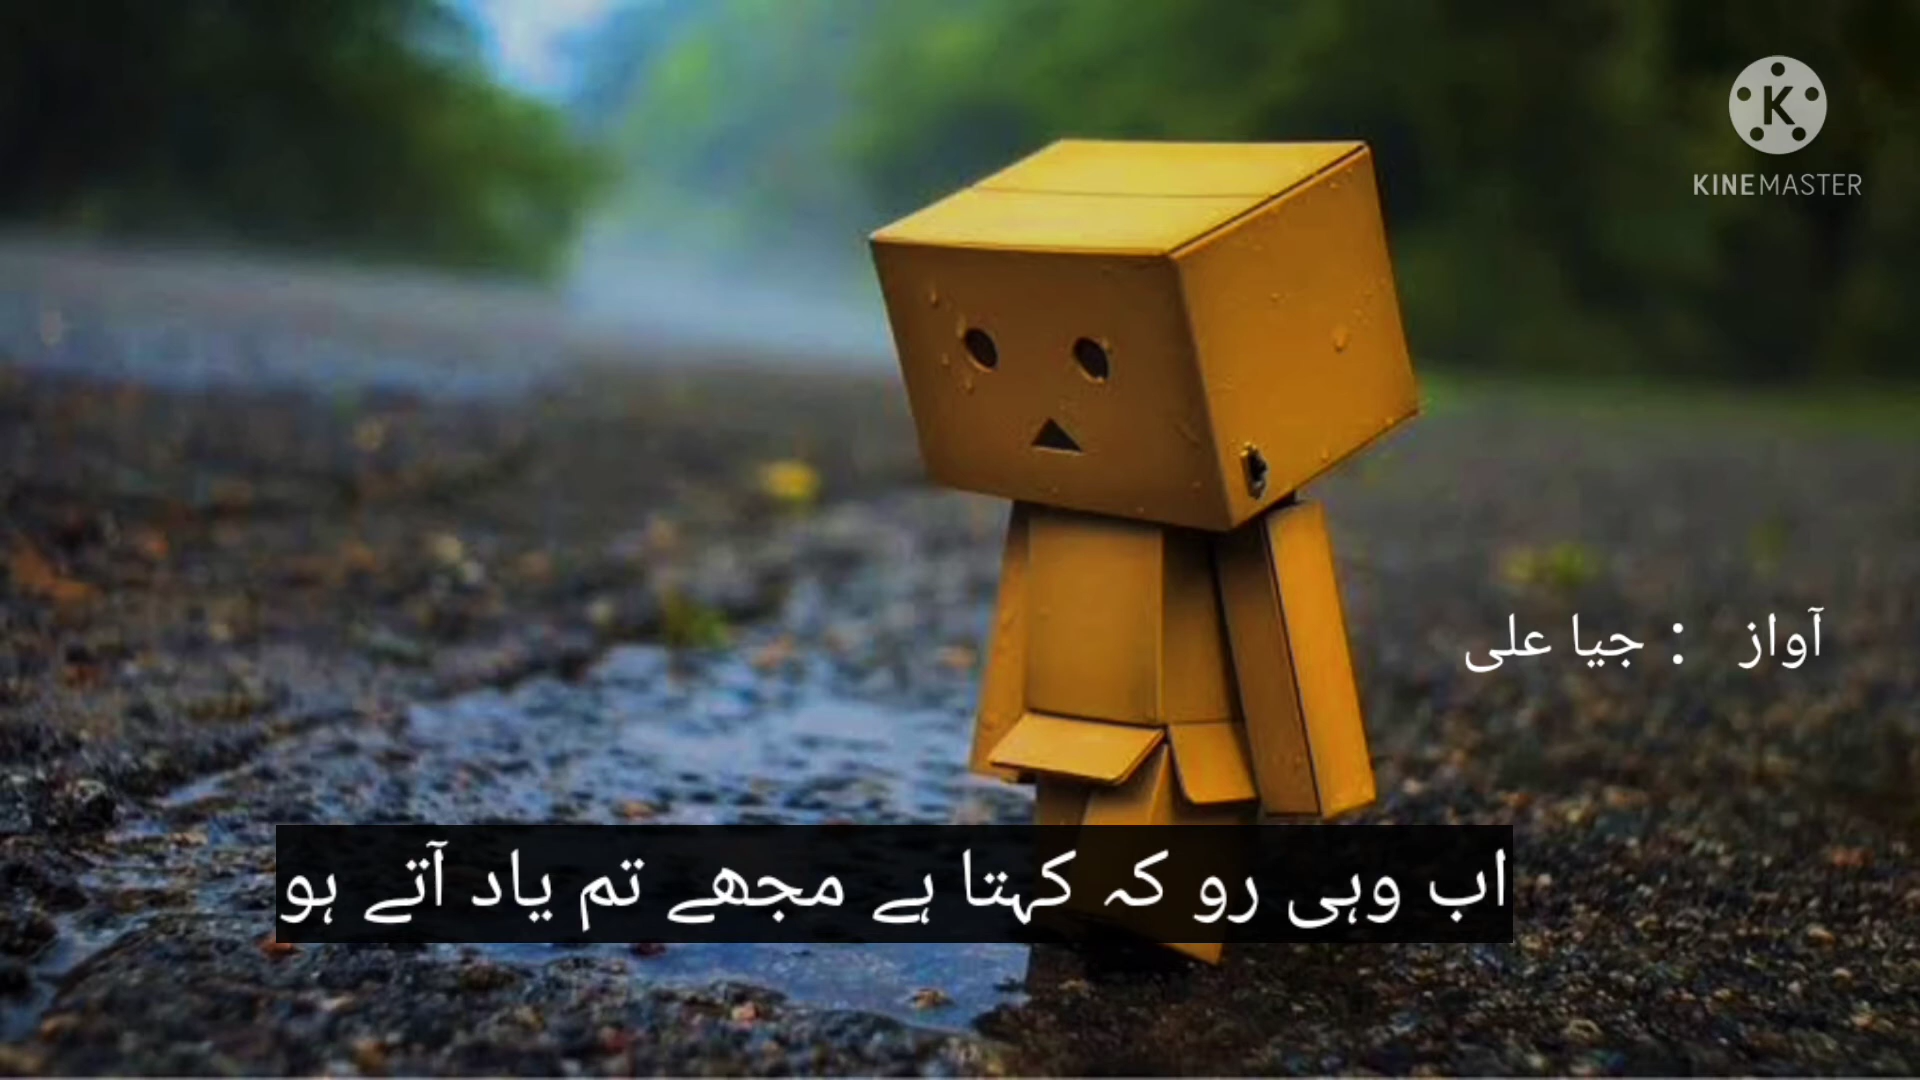 KINEMASTER
آواز : جیا علی
اب وہی رو کہ کہتا ہے مجھے تم یاد آتے ہو